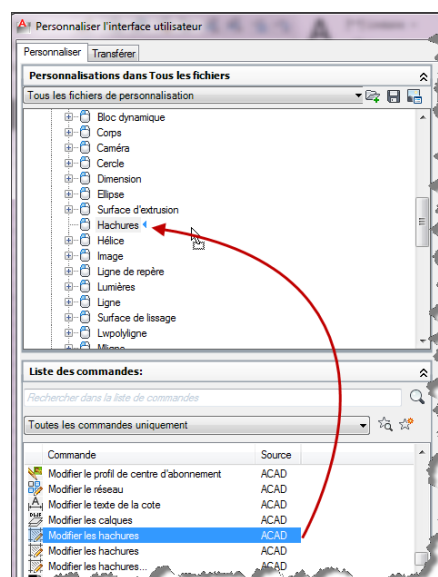 Personnaliser l'interface utilisateur
Personnaliser
Transférer
Personnalisations dans Tous les fichiers
Tous les fichiers de personnalisation
Bloc dynamique
Corps
Caméra
Cercle
Dimension
Ellipse
Surface d'extrusion
Hachures
Hélice
Image
Ligne de repère
Lumières
Ligne
Surface de lissage
Lwpolyligne
Mligne
Liste des commandes:
Rechercher dans la liste de commandes
Toutes les commandes uniquement
Commande Source
Modifier le profil de centre d'abonnement ACAD
Modifier le réseau ACAD
Modifier le texte de la cote ACAD
Modifier les calques ACAD
Modifier les hachures ACAD
Modifier les hachures ACAD
Modifier les hachures... ACAD